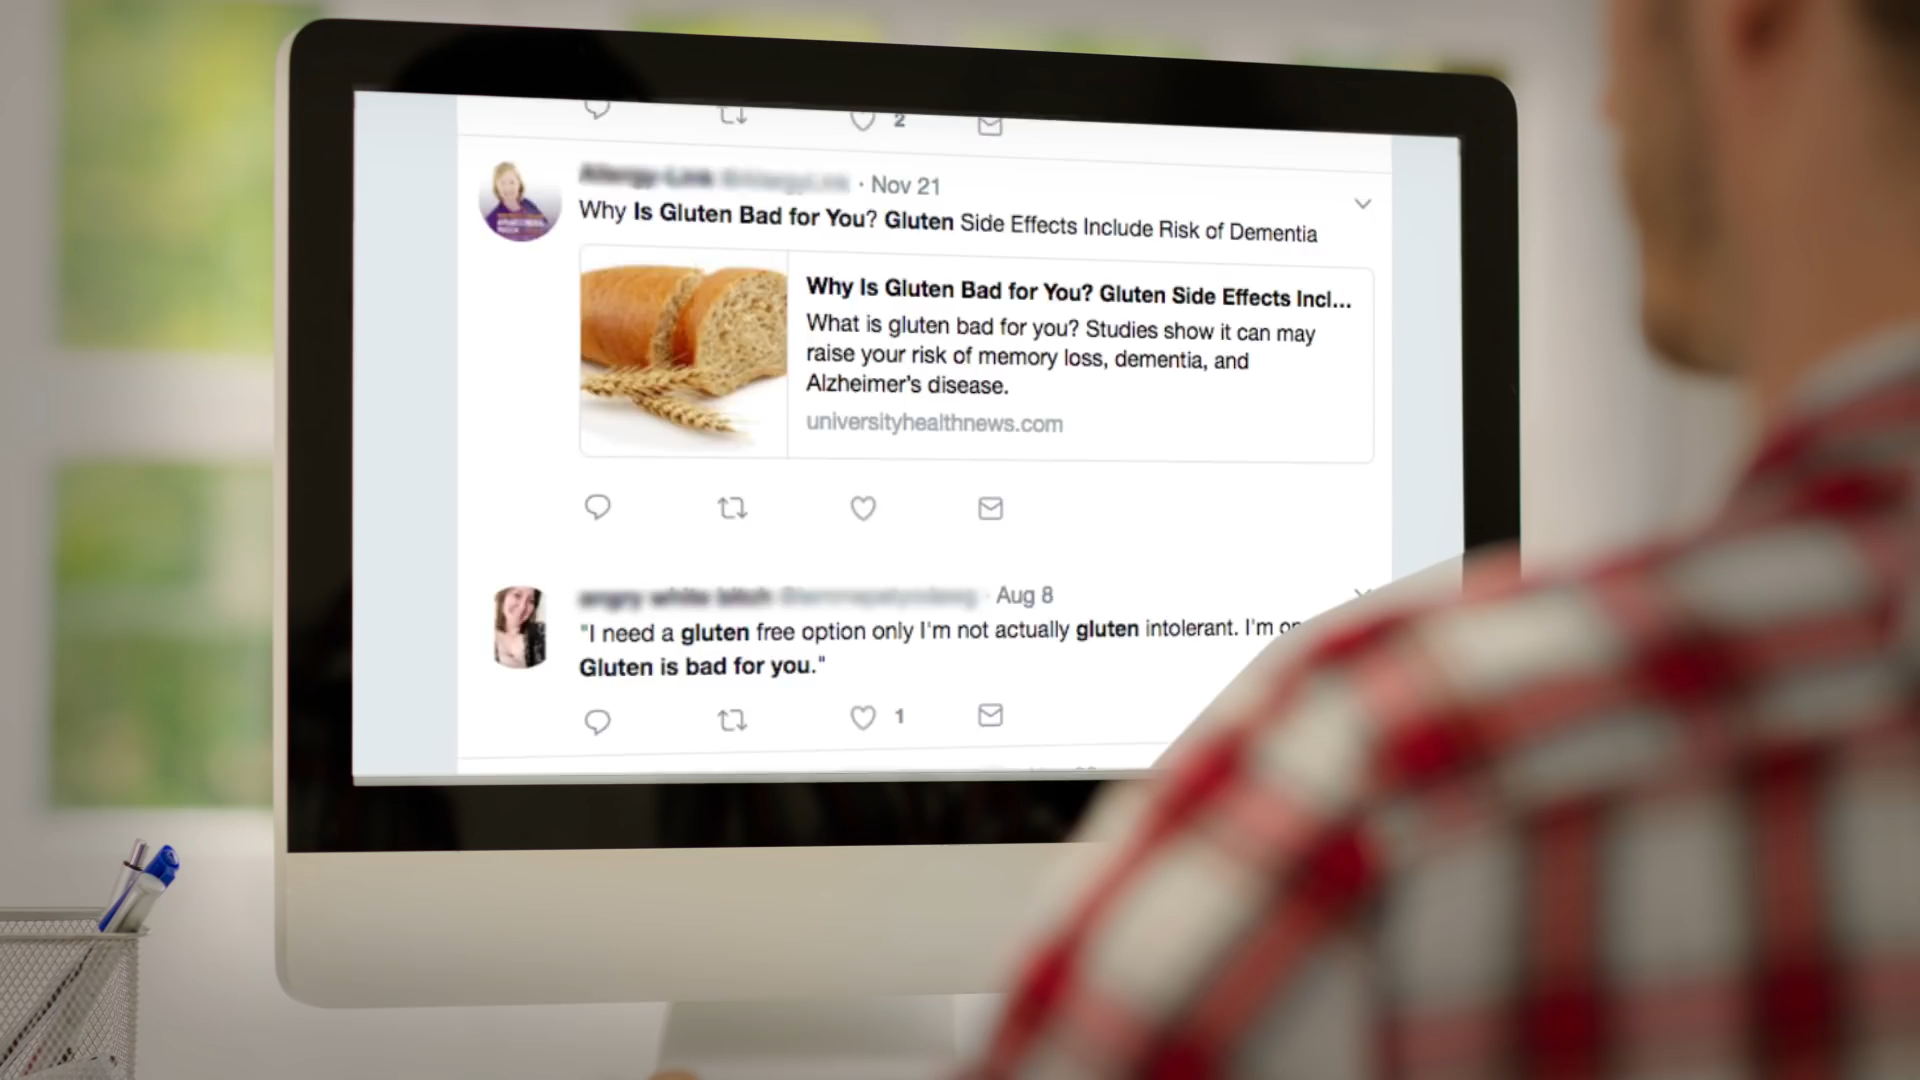 2
· Nov 21
Why Is Gluten Bad for You? Gluten Side Effects Include Risk of Dementia
Why Is Gluten Bad for You? Gluten Side Effects Incl...
What is gluten bad for you? Studies show it can may
raise your risk of memory loss, dementia, and
Alzheimer's disease.
universityhealthnews.com
· Aug 8
"I need a gluten free option only I'm not actually gluten intolerant. I'm
Gluten is bad for you."
1